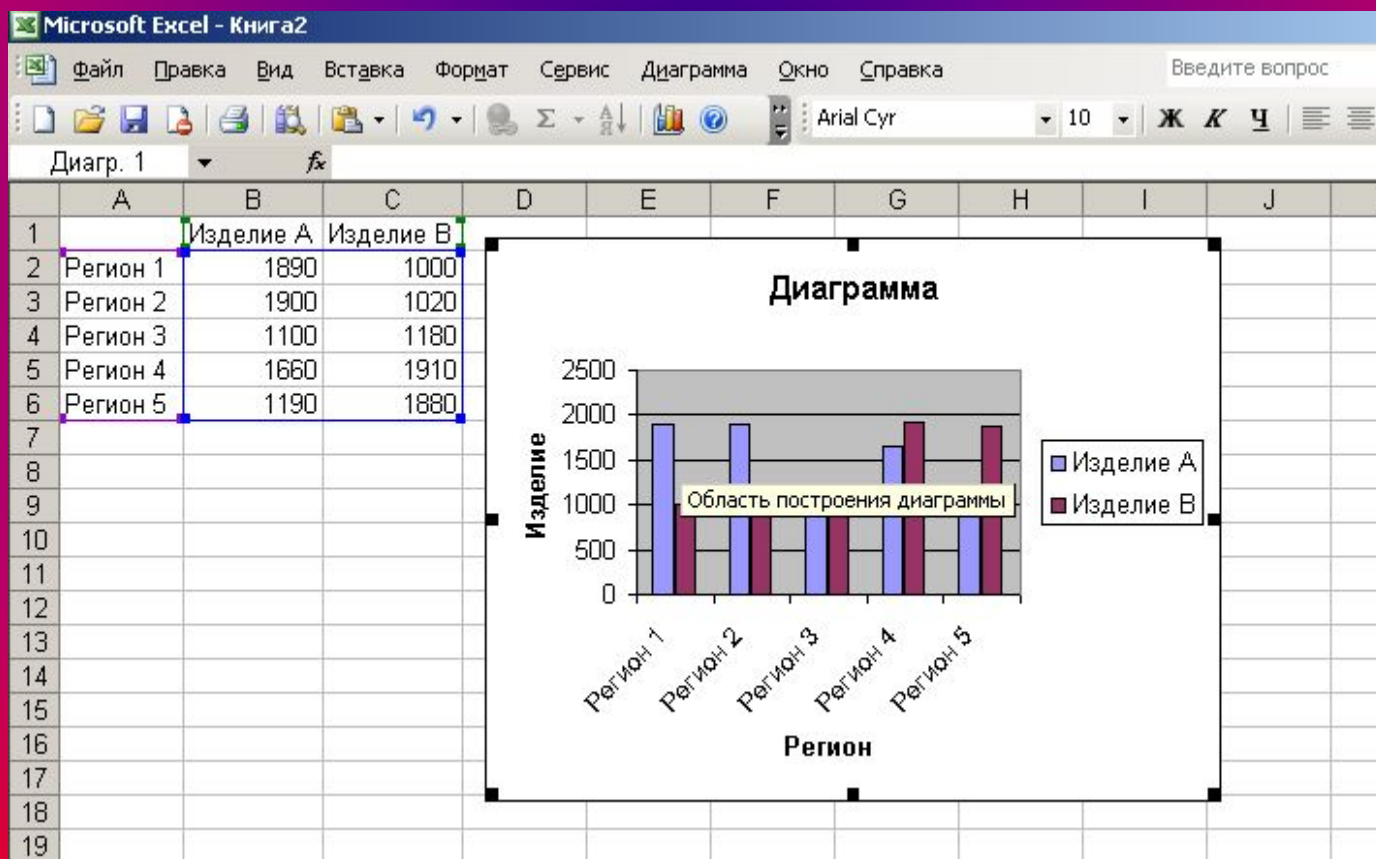 Microsoft Excel - Книга2
Файл Правка Вид Вставка Формат Сервис Диаграмма Окно Справка Введите вопрос
Arial Cyr 10 Ж К Ч
Диагр. 1 fx
A B C D E F G H I J
1 Изделие А Изделие В
2 Регион 1 1890 1000
3 Регион 2 1900 1020
4 Регион 3 1100 1180
5 Регион 4 1660 1910
6 Регион 5 1190 1880
7
8
9
10
11
12
13
14
15
16
17
18
19
Диаграмма
2500
2000
1500
1000
500
0
Изделие
Область построения диаграммы
Изделие А
Изделие В
Регион 1 Регион 2 Регион 3 Регион 4 Регион 5
Регион